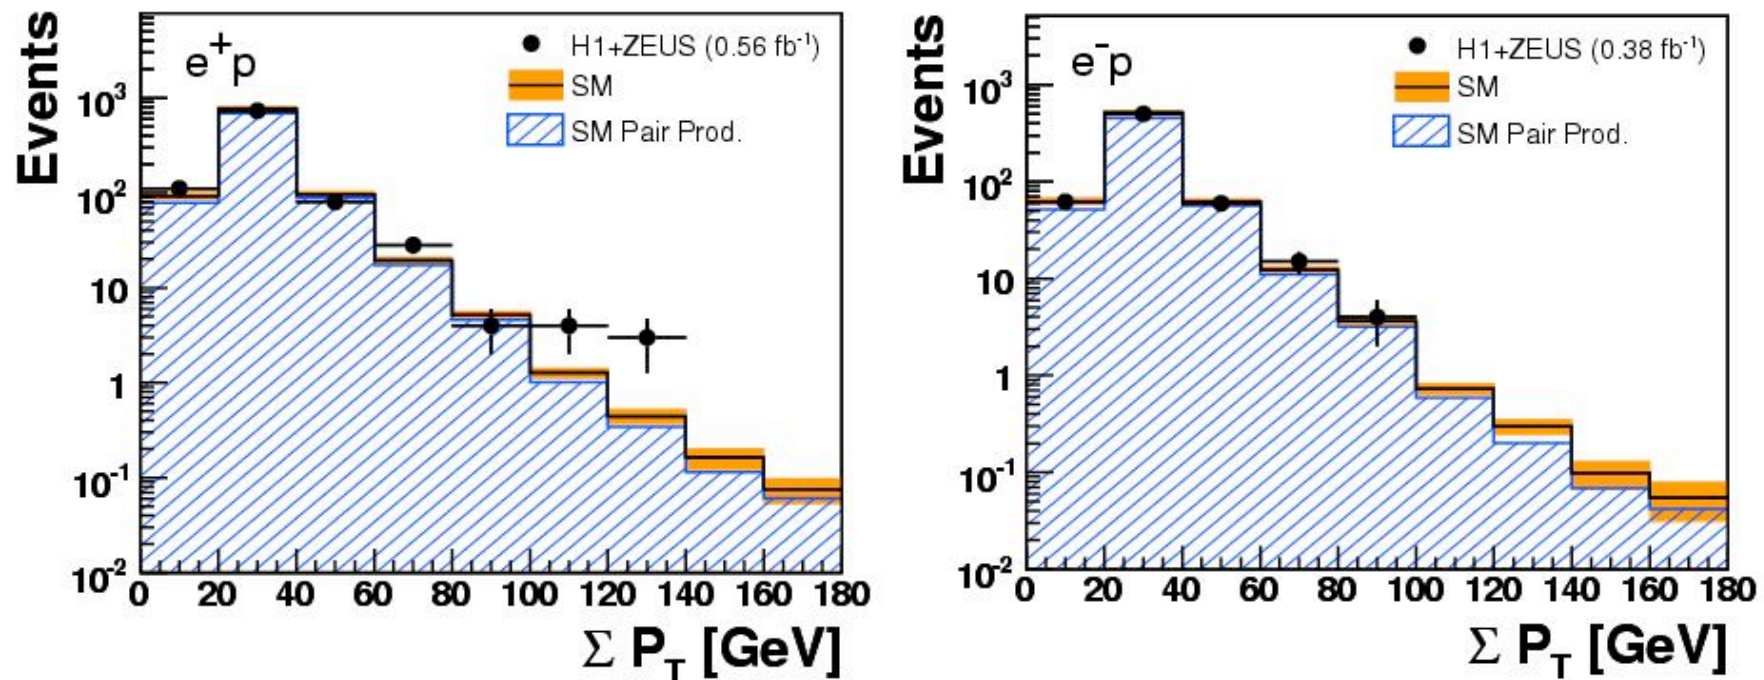 e⁺p
H1+ZEUS (0.56 fb⁻¹)
SM
SM Pair Prod.
Events
10³
10²
10
1
10⁻¹
10⁻²
0 20 40 60 80 100 120 140 160 180
Σ P_T [GeV]
e⁻p
H1+ZEUS (0.38 fb⁻¹)
SM
SM Pair Prod.
Events
10³
10²
10
1
10⁻¹
10⁻²
0 20 40 60 80 100 120 140 160 180
Σ P_T [GeV]